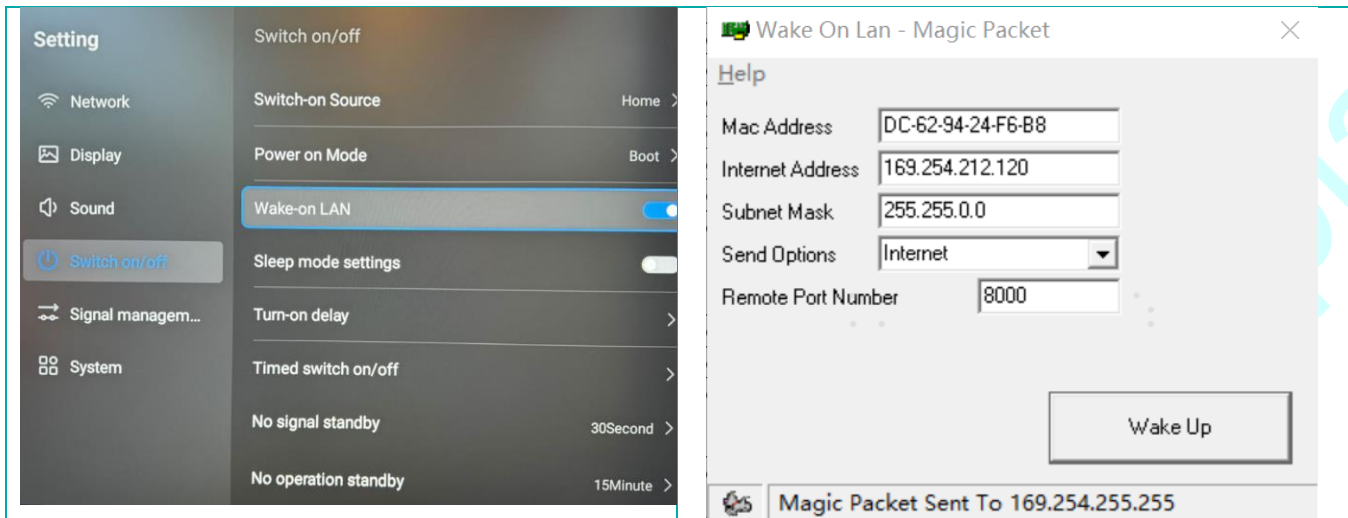 Setting
Switch on/off
Network
Display
Sound
Switch on/off
Signal managem...
System
Switch-on Source Home >
Power on Mode Boot >
Wake-on LAN
Sleep mode settings
Turn-on delay >
Timed switch on/off >
No signal standby 30Second >
No operation standby 15Minute >
Wake On Lan - Magic Packet
Help
Mac Address DC-62-94-24-F6-B8
Internet Address 169.254.212.120
Subnet Mask 255.255.0.0
Send Options Internet
Remote Port Number 8000
Wake Up
Magic Packet Sent To 169.254.255.255